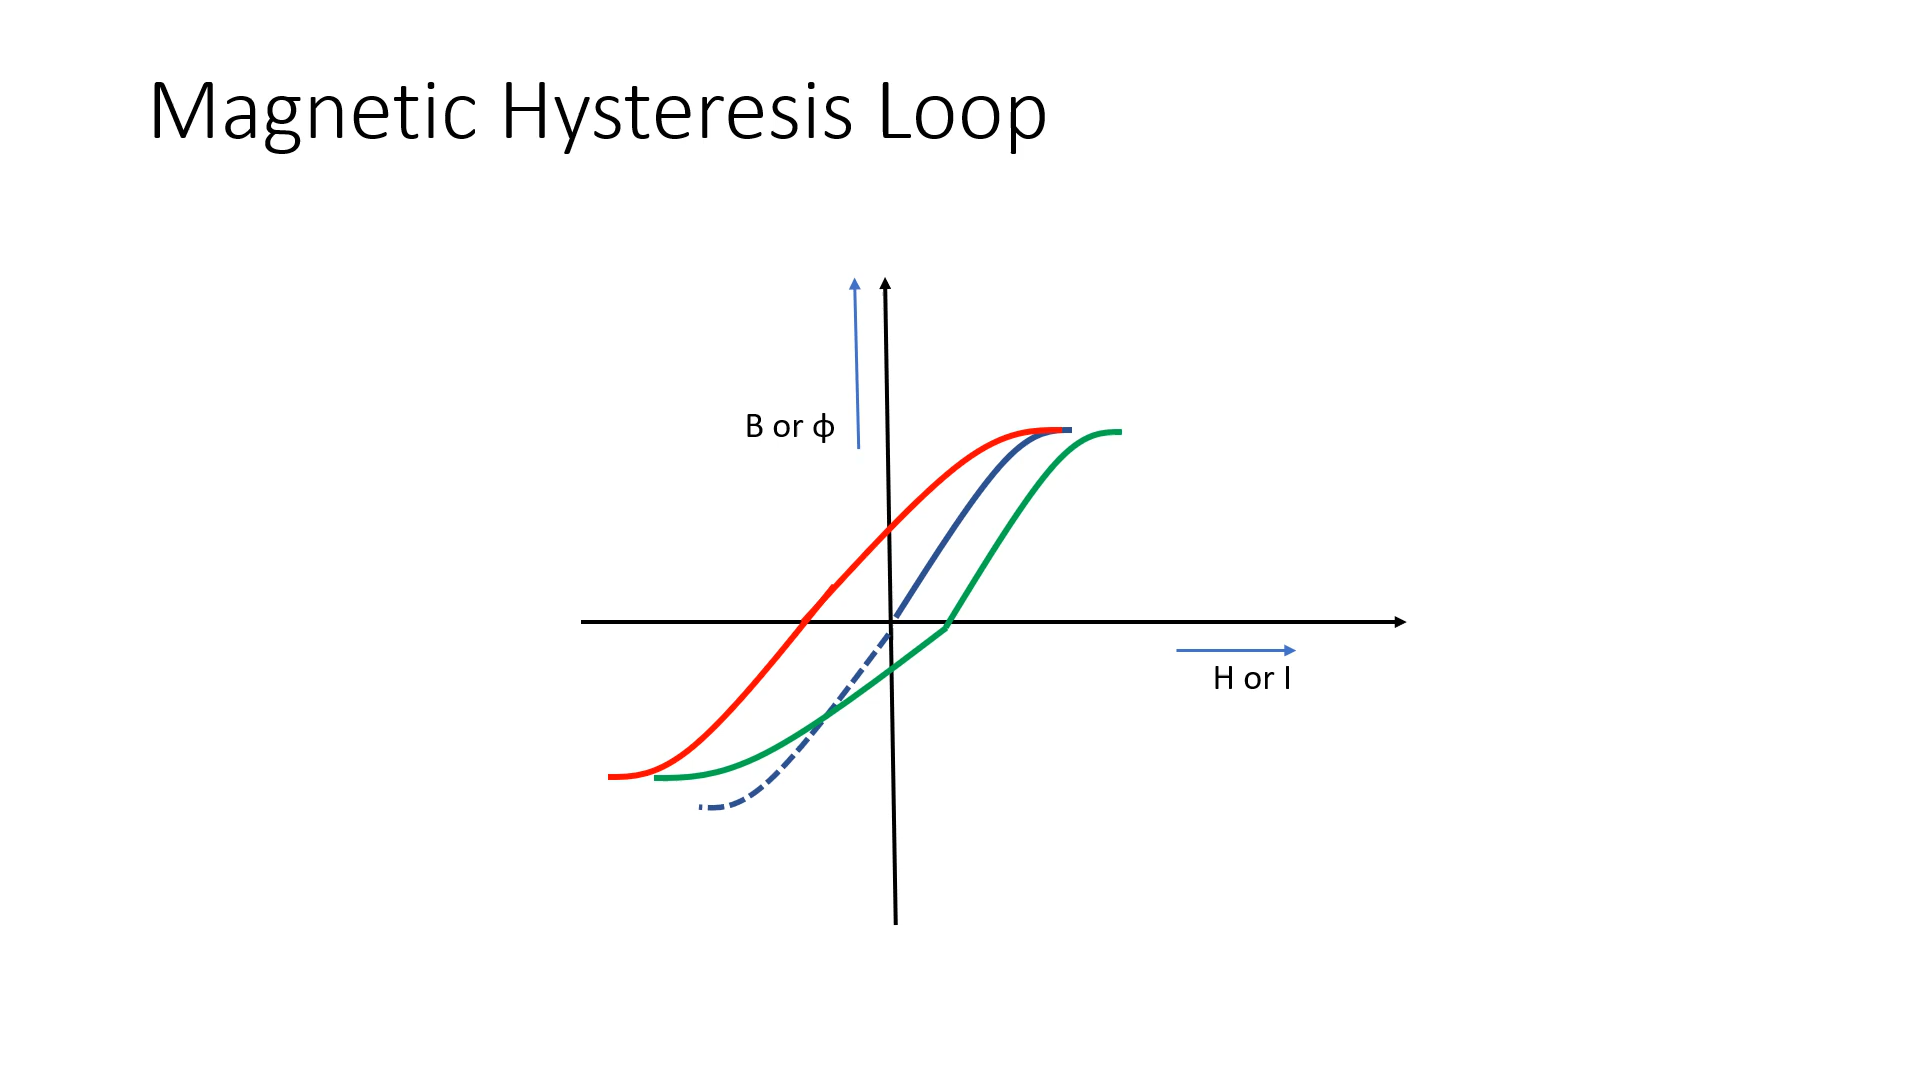 Magnetic Hysteresis Loop
B or ϕ
H or I